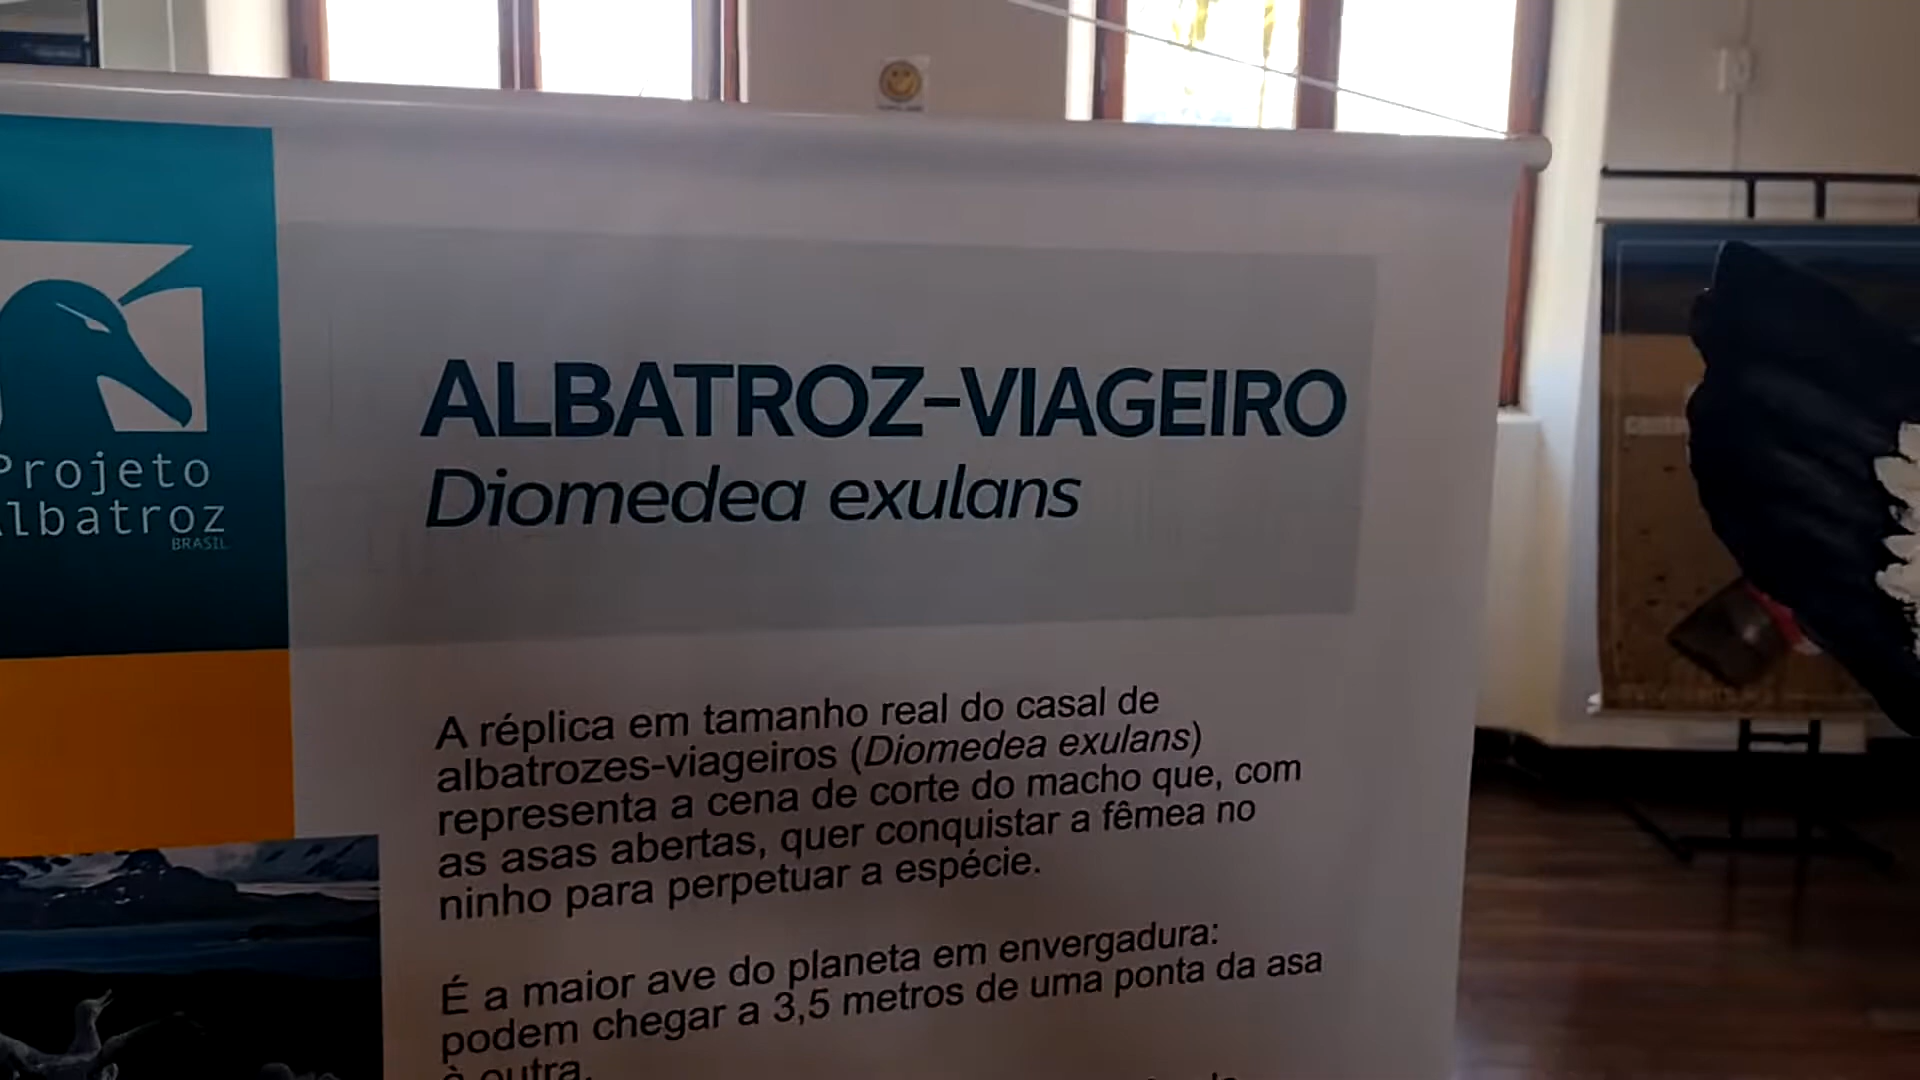 Projeto
Albatroz
BRASIL
ALBATROZ-VIAGEIRO
Diomedea exulans
A réplica em tamanho real do casal de
albatrozes-viageiros (Diomedea exulans)
representa a cena de corte do macho que, com
as asas abertas, quer conquistar a fêmea no
ninho para perpetuar a espécie.
É a maior ave do planeta em envergadura:
podem chegar a 3,5 metros de uma ponta da asa
à outra.